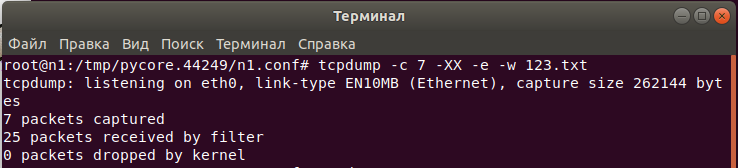 Терминал
Файл Правка Вид Поиск Терминал Справка
root@n1:/tmp/pycore.44249/n1.conf# tcpdump -c 7 -XX -e -w 123.txt
tcpdump: listening on eth0, link-type EN10MB (Ethernet), capture size 262144 byt
es
7 packets captured
25 packets received by filter
0 packets dropped by kernel